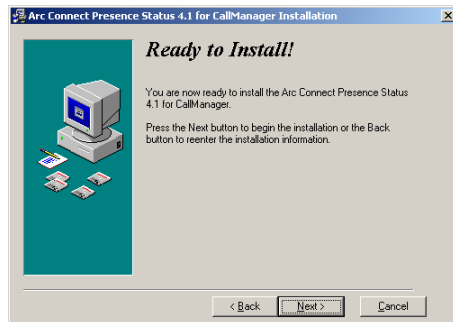 Arc Connect Presence Status 4.1 for CallManager Installation
Ready to Install!
You are now ready to install the Arc Connect Presence Status
4.1 for CallManager.
Press the Next button to begin the installation or the Back
button to reenter the installation information.
< Back
Next >
Cancel